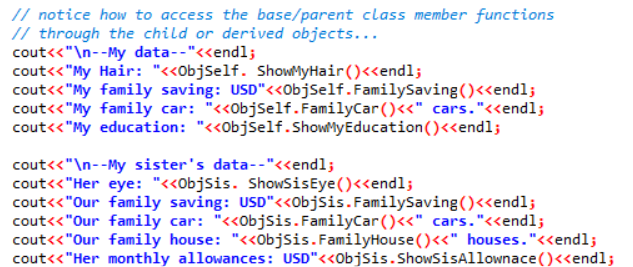 // notice how to access the base/parent class member functions
// through the child or derived objects...
cout<<"\n--My data--"<<endl;
cout<<"My Hair: "<<ObjSelf. ShowMyHair()<<endl;
cout<<"My family saving: USD"<<ObjSelf.FamilySaving()<<endl;
cout<<"My family car: "<<ObjSelf.FamilyCar()<<" cars."<<endl;
cout<<"My education: "<<ObjSelf.ShowMyEducation()<<endl;

cout<<"\n--My sister's data--"<<endl;
cout<<"Her eye: "<<ObjSis. ShowSisEye()<<endl;
cout<<"Our family saving: USD"<<ObjSis.FamilySaving()<<endl;
cout<<"Our family car: "<<ObjSis.FamilyCar()<<" cars."<<endl;
cout<<"Our family house: "<<ObjSis.FamilyHouse()<<" houses."<<endl;
cout<<"Her monthly allowances: USD"<<ObjSis.ShowSisAllownace()<<endl;